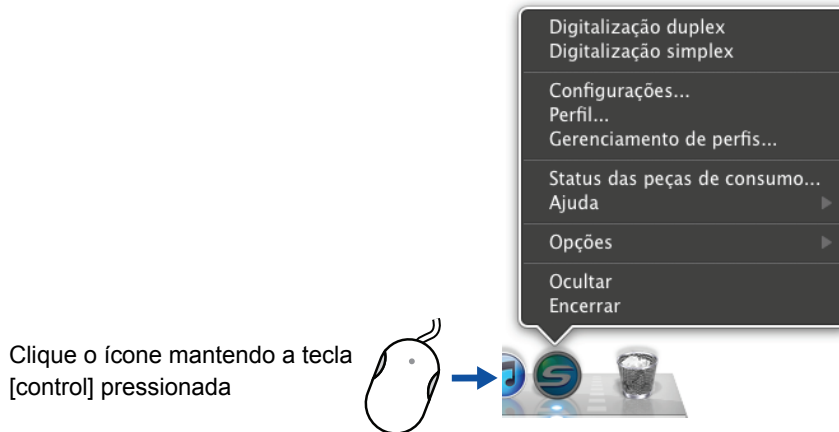 Digitalização duplex
Digitalização simplex
Configurações...
Perfil...
Gerenciamento de perfis...
Status das peças de consumo...
Ajuda
Opções
Ocultar
Encerrar
Clique o ícone mantendo a tecla
[control] pressionada